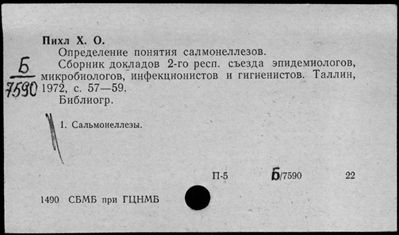 Пихл Х. О.
Определение понятия салмонеллезов.
Сборник докладов 2-го респ. съезда эпидемиологов,
микробиологов, инфекционистов и гигиенистов. Таллин,
1972, с. 57—59.
Библиогр.
Б
7590
1. Сальмонеллезы.
П-5 Б/7590 22
1490 СБМБ при ГЦНМБ